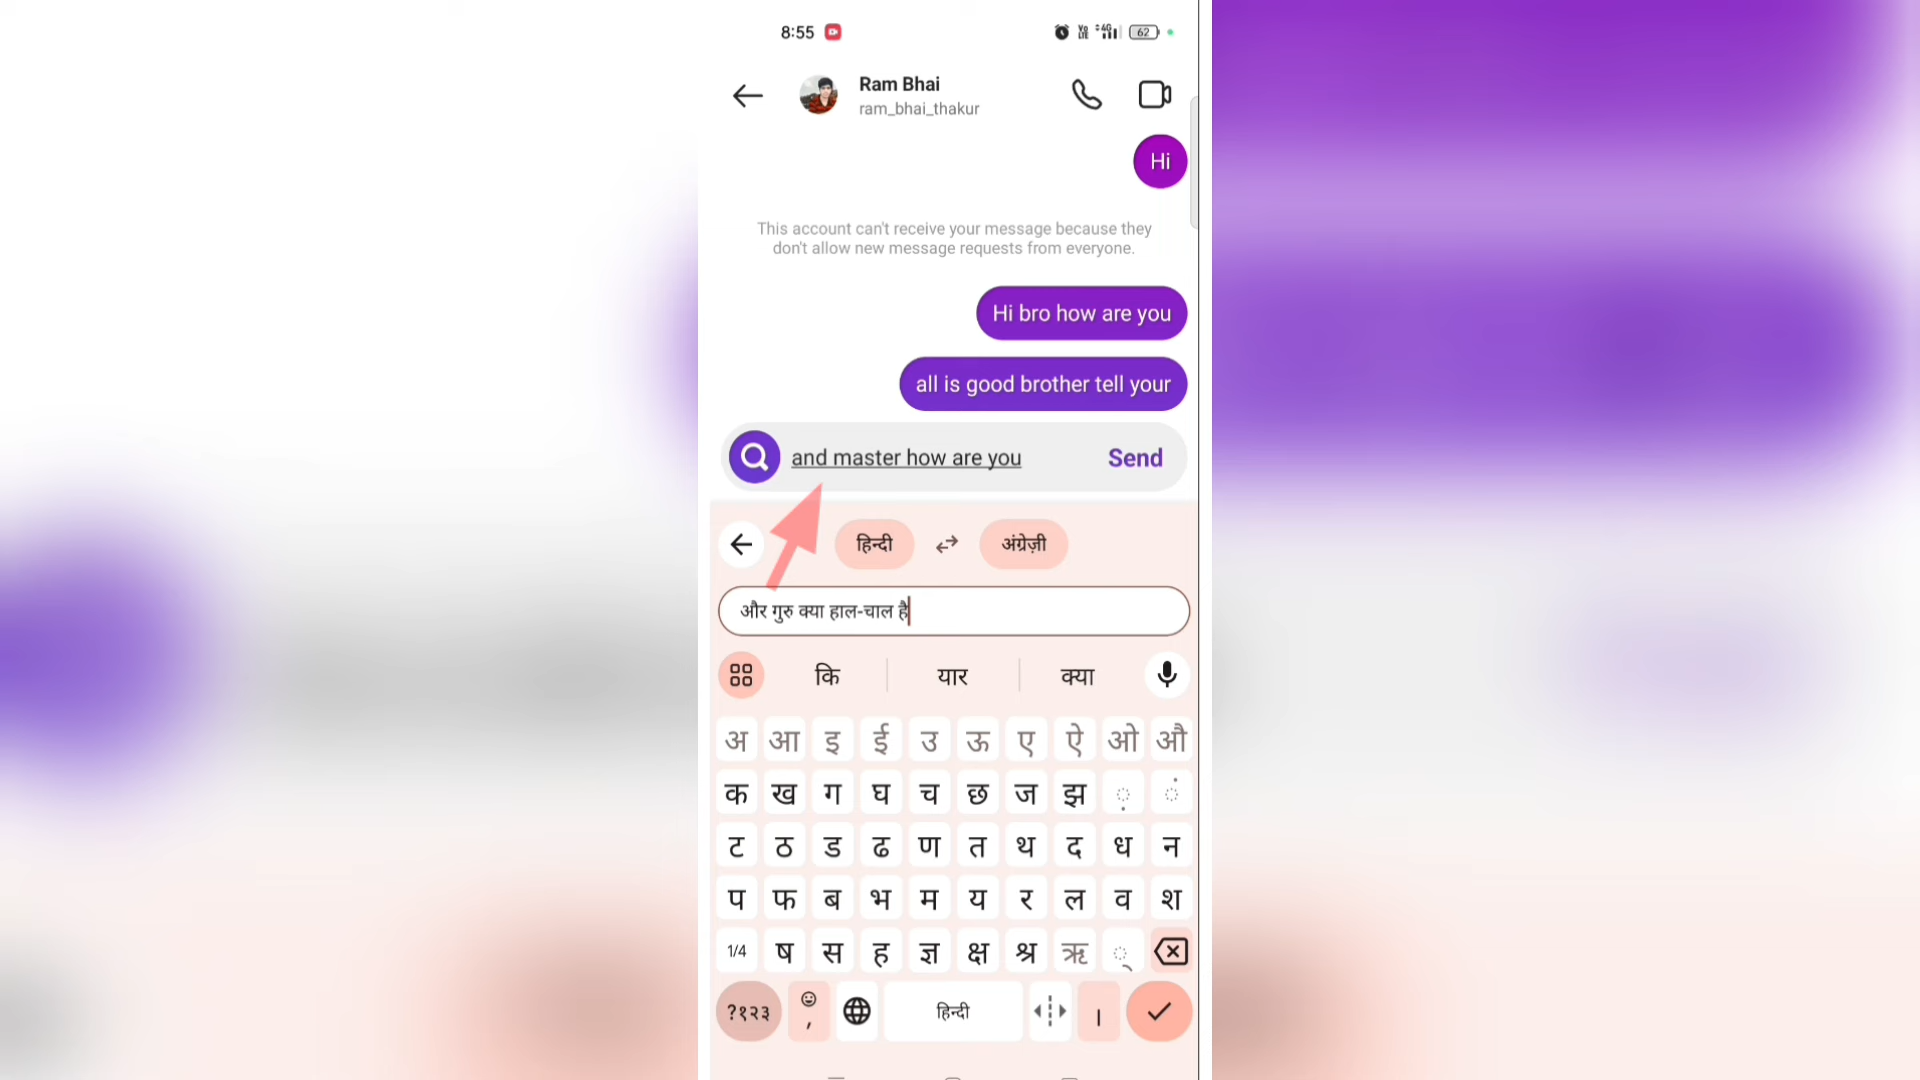 8:55
62
Ram Bhai
ram_bhai_thakur
Hi
This account can't receive your message because they
don't allow new message requests from everyone.
Hi bro how are you
all is good brother tell your
and master how are you Send
हिन्दी अंग्रेज़ी
और गुरु क्या हाल-चाल है
कि यार क्या
अ आ इ ई उ ऊ ए ऐ ओ औ
क ख ग घ च छ ज झ ़ ं
ट ठ ड ढ ण त थ द ध न
प फ ब भ म य र ल व श
1/4 ष स ह ज्ञ क्ष श्र ऋ ्
?१२३ , हिन्दी ।